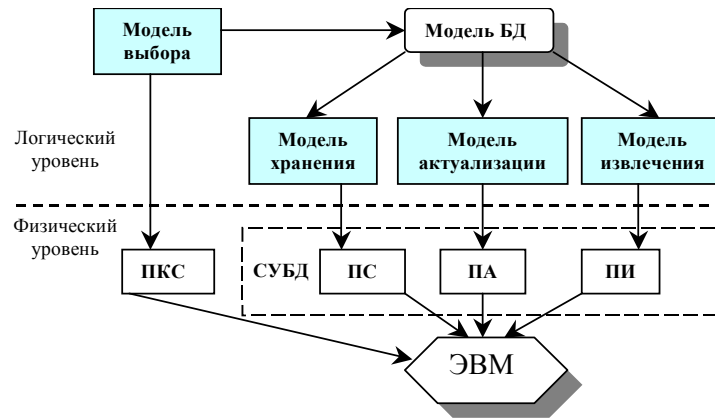 Модель
выбора
Модель БД
Логический
уровень
Модель
хранения
Модель
актуализации
Модель
извлечения
Физический
уровень
ПКС
СУБД
ПС
ПА
ПИ
ЭВМ